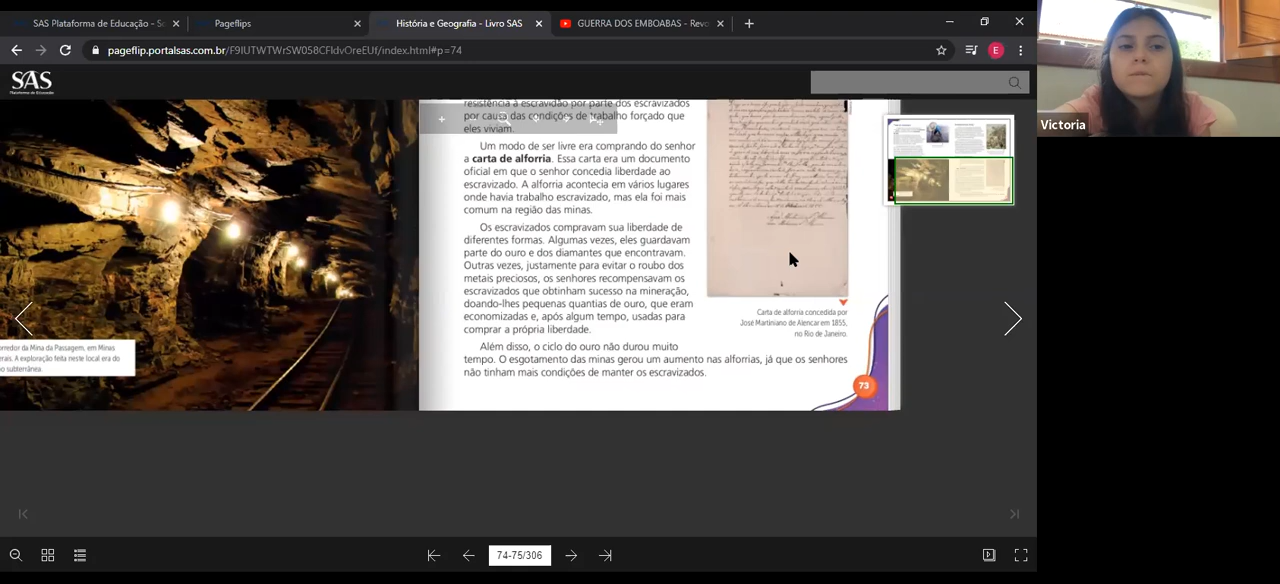 SAS Plataforma de Educação - S
Pageflips
História e Geografia - Livro SAS
GUERRA DOS EMBOABAS - Rev
pageflip.portalsas.com.br/F9IUTWTWrSW058CFIdvOreEUf/index.html#p=74
E
SAS
Plataforma de Educação
Victoria
resistência à escravidão por parte dos escravizados
por causa das condições de trabalho forçado que
eles viviam.
Um modo de ser livre era comprando do senhor
a carta de alforria. Essa carta era um documento
oficial em que o senhor concedia liberdade ao
escravizado. A alforria acontecia em vários lugares
onde havia trabalho escravizado, mas ela foi mais
comum na região das minas.
Os escravizados compravam sua liberdade de
diferentes formas. Algumas vezes, eles guardavam
parte do ouro e dos diamantes que encontravam.
Outras vezes, justamente para evitar o roubo dos
metais preciosos, os senhores recompensavam os
escravizados que obtinham sucesso na mineração,
doando-lhes pequenas quantias de ouro, que eram
economizadas e, após algum tempo, usadas para
comprar a própria liberdade.
Além disso, o ciclo do ouro não durou muito
tempo. O esgotamento das minas gerou um aumento nas alforrias, já que os senhores
não tinham mais condições de manter os escravizados.
Carta de alforria concedida por
José Martiniano de Alencar em 1855,
no Rio de Janeiro.
73
orredor da Mina da Passagem, em Minas
erais. A exploração feita neste local era do
o subterrânea.
74-75/306